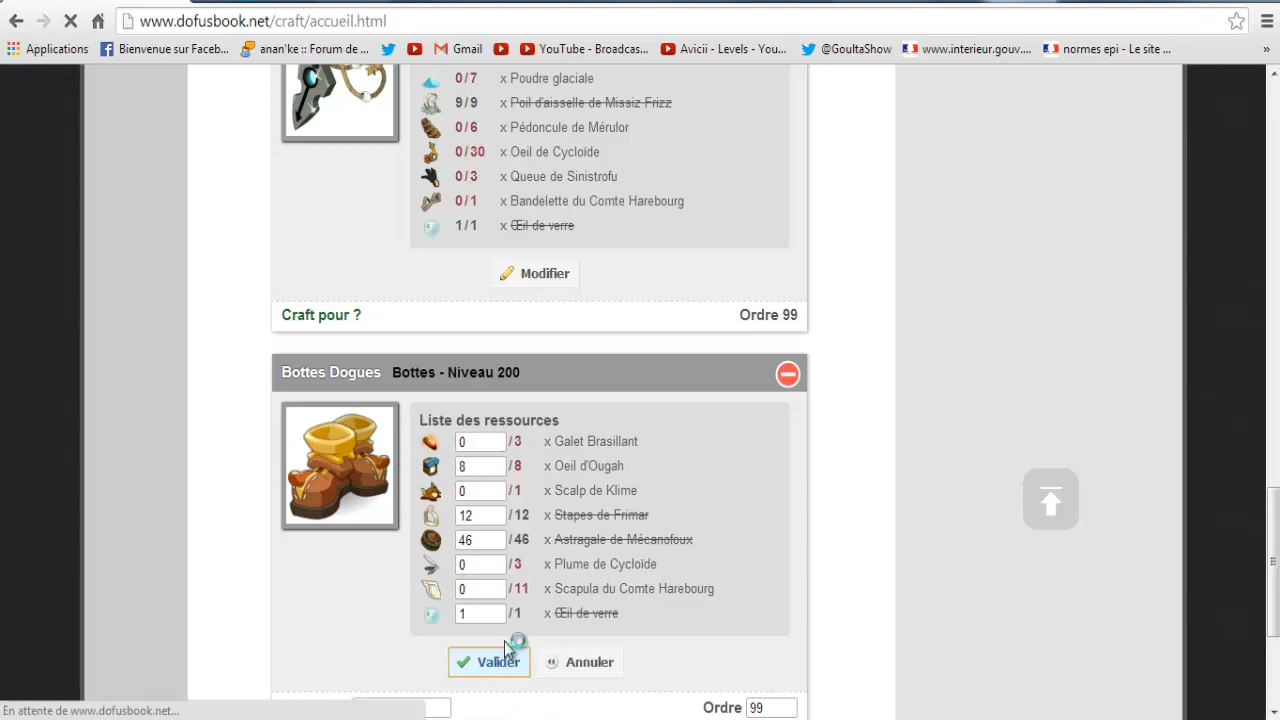 www.dofusbook.net/craft/accueil.html
Applications Bienvenue sur Faceb... anan'ke :: Forum de ... Gmail YouTube - Broadcas... Avicii - Levels - You... @GoultaShow www.interieur.gouv.... normes epi - Le site ... »
0/7 x Poudre glaciale
9/9 x Poil d'aisselle de Missiz Frizz
0/6 x Pédoncule de Mérulor
0/30 x Oeil de Cycloïde
0/3 x Queue de Sinistrofu
0/1 x Bandelette du Comte Harebourg
1/1 x Œil de verre
Modifier
Craft pour ? Ordre 99
Bottes Dogues Bottes - Niveau 200
Liste des ressources
0 /3 x Galet Brasillant
8 /8 x Oeil d'Ougah
0 /1 x Scalp de Klime
12 /12 x Stapes de Frimar
46 /46 x Astragale de Mécanofoux
0 /3 x Plume de Cycloïde
0 /11 x Scapula du Comte Harebourg
1 /1 x Œil de verre
Valider Annuler
Ordre 99
En attente de www.dofusbook.net...